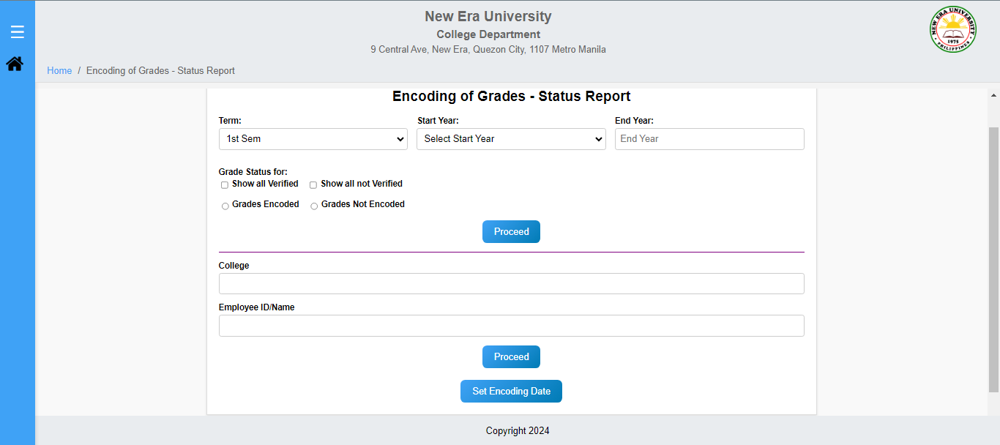 New Era University
College Department
9 Central Ave, New Era, Quezon City, 1107 Metro Manila
NEW ERA UNIVERSITY
1975
PHILIPPINES
Home / Encoding of Grades - Status Report
Encoding of Grades - Status Report
Term: Start Year: End Year:
1st Sem Select Start Year End Year
Grade Status for:
Show all Verified Show all not Verified
Grades Encoded Grades Not Encoded
Proceed
College
Employee ID/Name
Proceed
Set Encoding Date
Copyright 2024